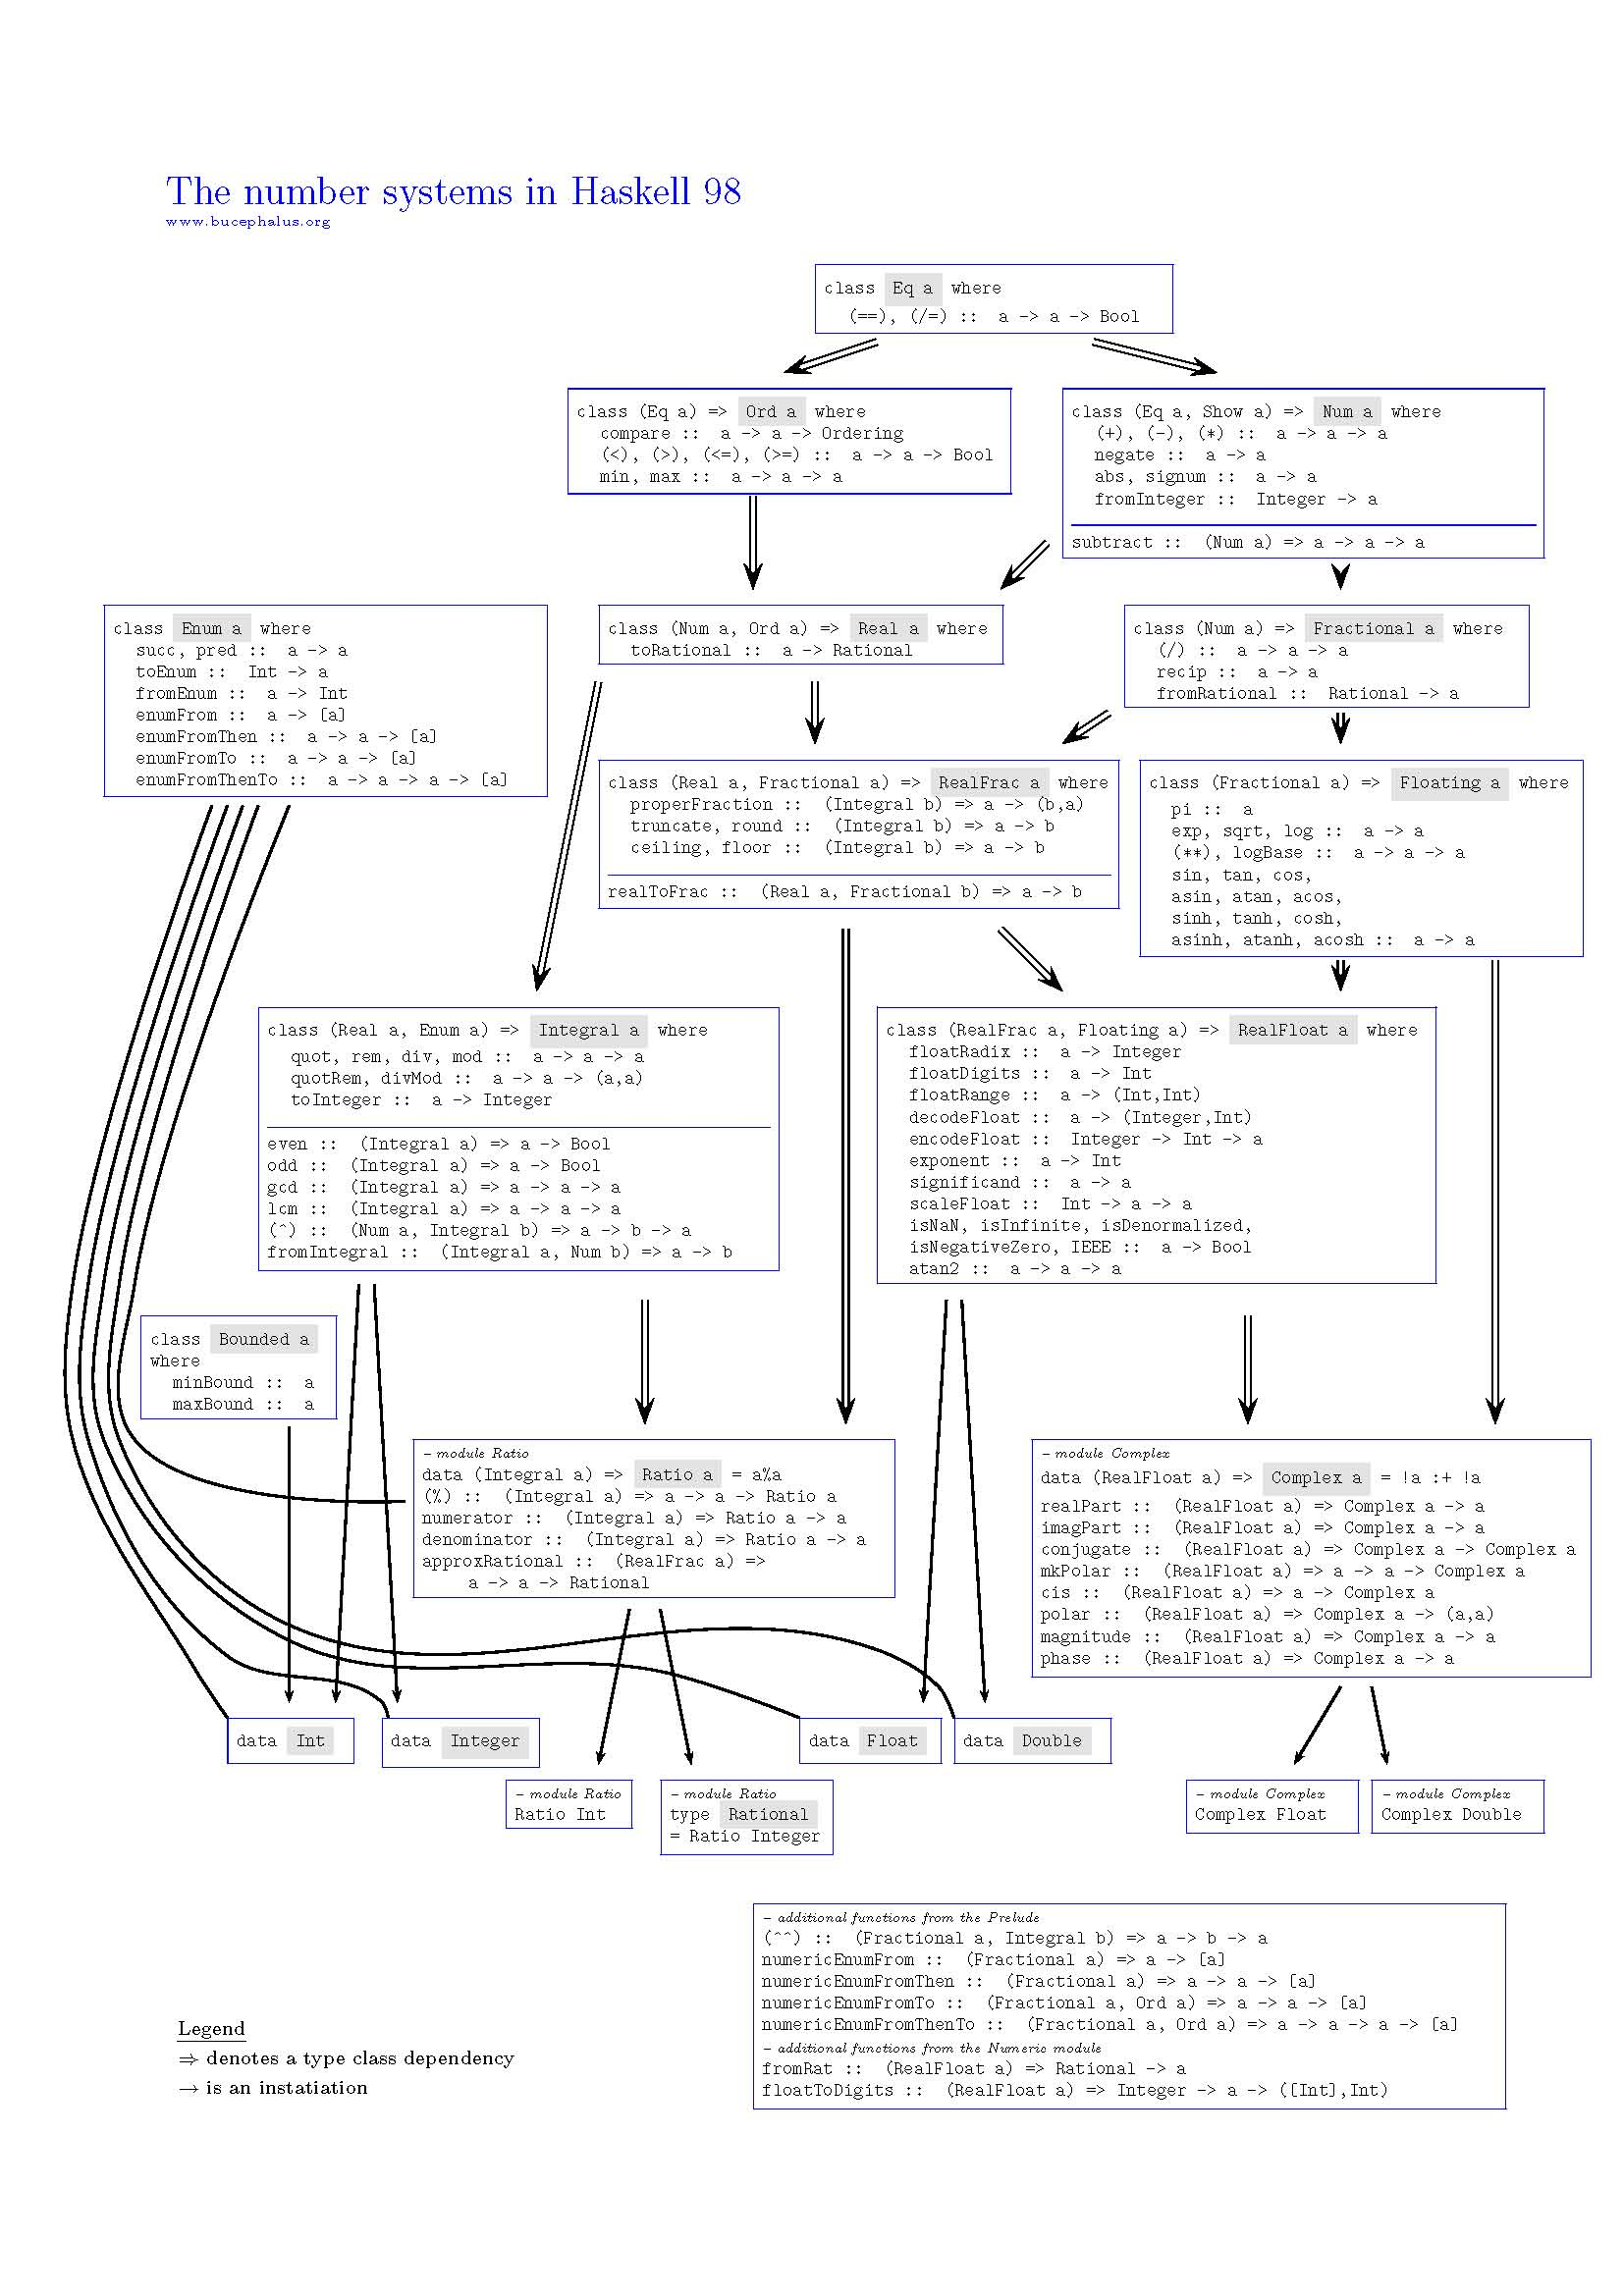 The number systems in Haskell 98
www.bucephalus.org
class Eq a where
(==), (/=) :: a -> a -> Bool
class (Eq a) => Ord a where
compare :: a -> a -> Ordering
(<), (>), (<=), (>=) :: a -> a -> Bool
min, max :: a -> a -> a
class (Eq a, Show a) => Num a where
(+), (-), (*) :: a -> a -> a
negate :: a -> a
abs, signum :: a -> a
fromInteger :: Integer -> a
subtract :: (Num a) => a -> a -> a
class Enum a where
succ, pred :: a -> a
toEnum :: Int -> a
fromEnum :: a -> Int
enumFrom :: a -> [a]
enumFromThen :: a -> a -> [a]
enumFromTo :: a -> a -> [a]
enumFromThenTo :: a -> a -> a -> [a]
class (Num a, Ord a) => Real a where
toRational :: a -> Rational
class (Num a) => Fractional a where
(/) :: a -> a -> a
recip :: a -> a
fromRational :: Rational -> a
class (Real a, Fractional a) => RealFrac a where
properFraction :: (Integral b) => a -> (b,a)
truncate, round :: (Integral b) => a -> b
ceiling, floor :: (Integral b) => a -> b
realToFrac :: (Real a, Fractional b) => a -> b
class (Fractional a) => Floating a where
pi :: a
exp, sqrt, log :: a -> a
(**), logBase :: a -> a -> a
sin, tan, cos,
asin, atan, acos,
sinh, tanh, cosh,
asinh, atanh, acosh :: a -> a
class (Real a, Enum a) => Integral a where
quot, rem, div, mod :: a -> a -> a
quotRem, divMod :: a -> a -> (a,a)
toInteger :: a -> Integer
even :: (Integral a) => a -> Bool
odd :: (Integral a) => a -> Bool
gcd :: (Integral a) => a -> a -> a
lcm :: (Integral a) => a -> a -> a
(^) :: (Num a, Integral b) => a -> b -> a
fromIntegral :: (Integral a, Num b) => a -> b
class (RealFrac a, Floating a) => RealFloat a where
floatRadix :: a -> Integer
floatDigits :: a -> Int
floatRange :: a -> (Int,Int)
decodeFloat :: a -> (Integer,Int)
encodeFloat :: Integer -> Int -> a
exponent :: a -> Int
significand :: a -> a
scaleFloat :: Int -> a -> a
isNaN, isInfinite, isDenormalized,
isNegativeZero, IEEE :: a -> Bool
atan2 :: a -> a -> a
class Bounded a
where
minBound :: a
maxBound :: a
– module Ratio
data (Integral a) => Ratio a = a%a
(%) :: (Integral a) => a -> a -> Ratio a
numerator :: (Integral a) => Ratio a -> a
denominator :: (Integral a) => Ratio a -> a
approxRational :: (RealFrac a) =>
a -> a -> Rational
– module Complex
data (RealFloat a) => Complex a = !a :+ !a
realPart :: (RealFloat a) => Complex a -> a
imagPart :: (RealFloat a) => Complex a -> a
conjugate :: (RealFloat a) => Complex a -> Complex a
mkPolar :: (RealFloat a) => a -> a -> Complex a
cis :: (RealFloat a) => a -> Complex a
polar :: (RealFloat a) => Complex a -> (a,a)
magnitude :: (RealFloat a) => Complex a -> a
phase :: (RealFloat a) => Complex a -> a
data Int
data Integer
data Float
data Double
– module Ratio
Ratio Int
– module Ratio
type Rational
= Ratio Integer
– module Complex
Complex Float
– module Complex
Complex Double
– additional functions from the Prelude
(^^) :: (Fractional a, Integral b) => a -> b -> a
numericEnumFrom :: (Fractional a) => a -> [a]
numericEnumFromThen :: (Fractional a) => a -> a -> [a]
numericEnumFromTo :: (Fractional a, Ord a) => a -> a -> [a]
numericEnumFromThenTo :: (Fractional a, Ord a) => a -> a -> a -> [a]
– additional functions from the Numeric module
fromRat :: (RealFloat a) => Rational -> a
floatToDigits :: (RealFloat a) => Integer -> a -> ([Int],Int)
Legend
⇒ denotes a type class dependency
→ is an instatiation